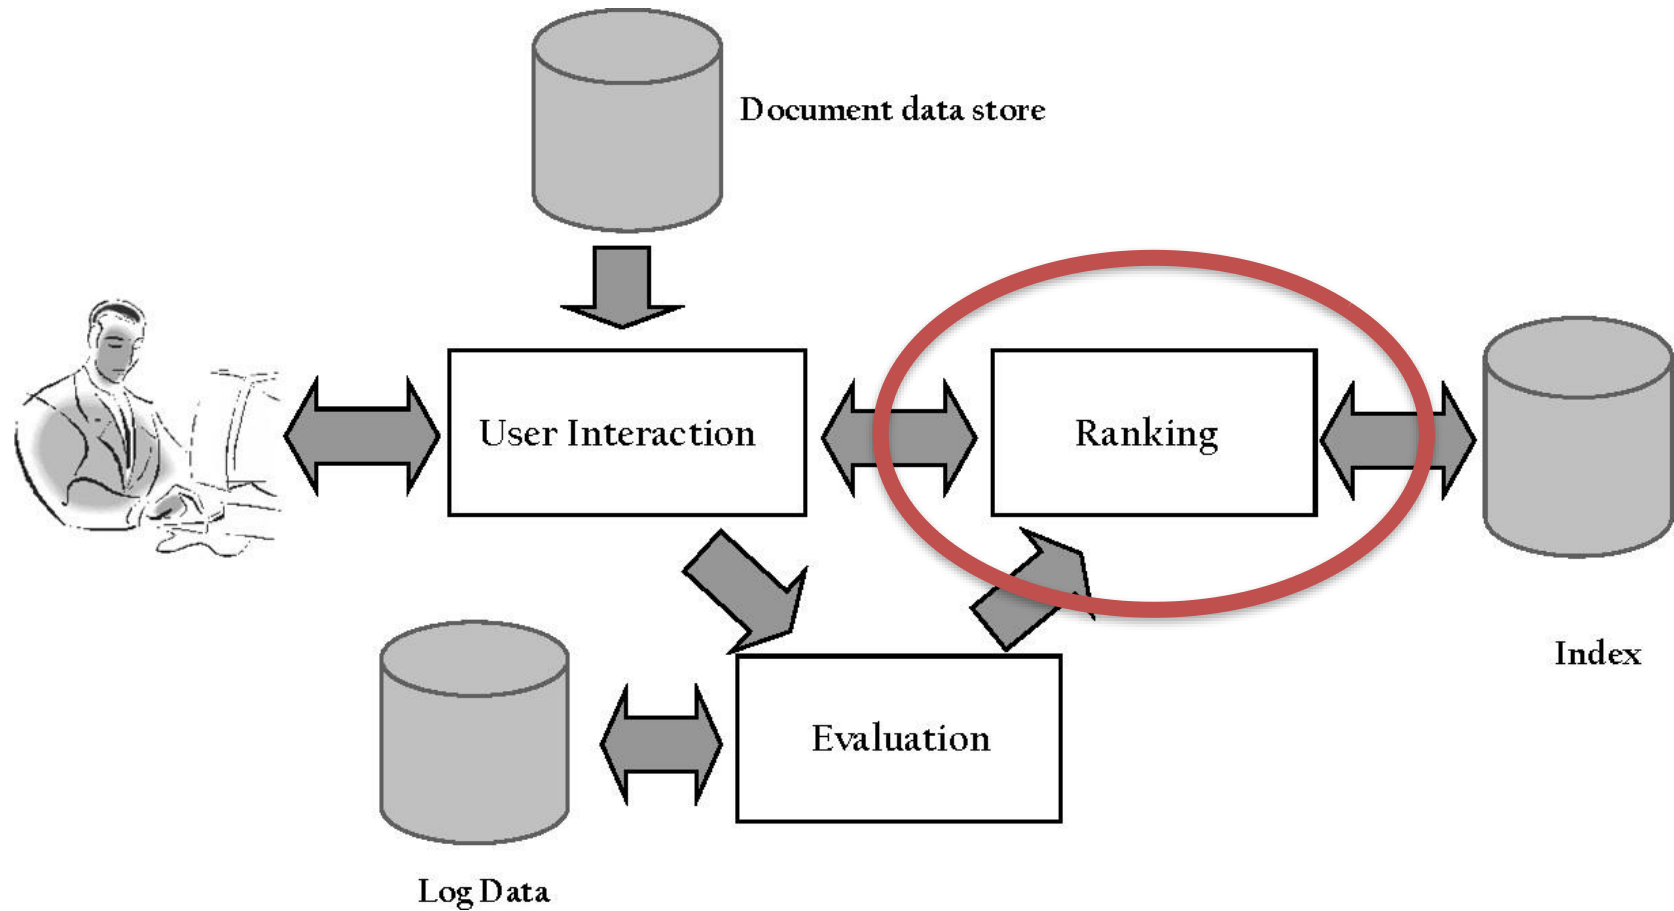 Document data store
User Interaction
Ranking
Index
Evaluation
Log Data